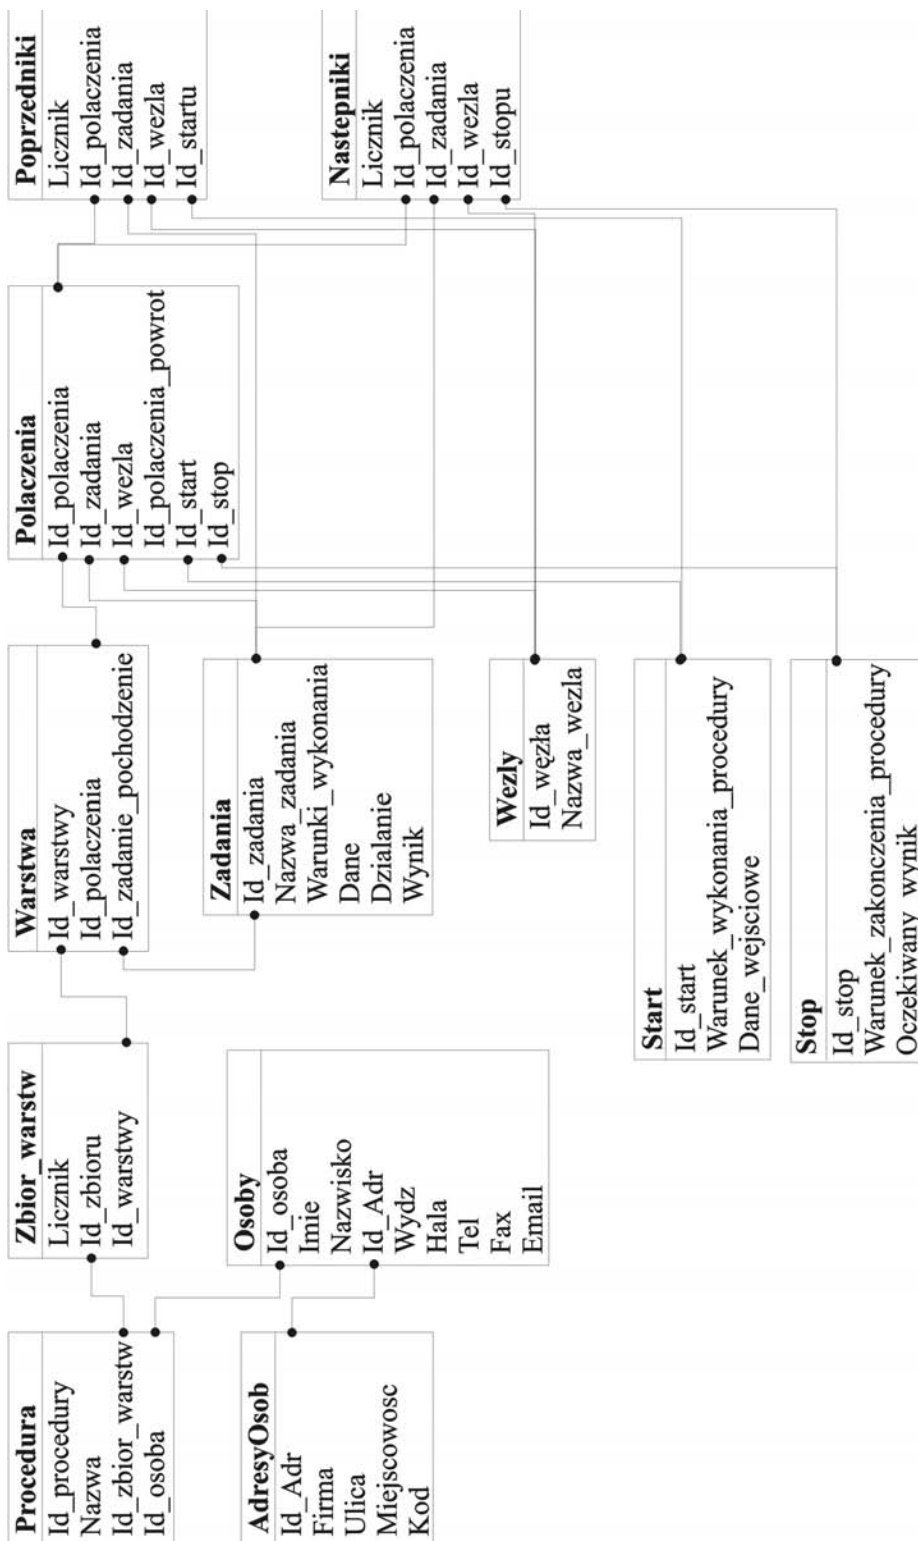 Procedura
Id_procedury
Nazwa
Id_zbior_warstw
Id_osoba
AdresyOsob
Id_Adr
Firma
Ulica
Miejscowosc
Kod
Zbior_warstw
Licznik
Id_zbioru
Id_warstwy
Osoby
Id_osoba
Imie
Nazwisko
Id_Adr
Wydz
Hala
Tel
Fax
Email
Warstwa
Id_warstwy
Id_polaczenia
Id_zadanie_pochodzenie
Zadania
Id_zadania
Nazwa_zadania
Warunki_wykonania
Dane
Dzialanie
Wynik
Wezly
Id_węzła
Nazwa_wezla
Start
Id_start
Warunek_wykonania_procedury
Dane_wejsciowe
Stop
Id_stop
Warunek_zakonczenia_procedury
Oczekiwany_wynik
Polaczenia
Id_polaczenia
Id_zadania
Id_wezla
Id_polaczenia_powrot
Id_start
Id_stop
Poprzedniki
Licznik
Id_polaczenia
Id_zadania
Id_wezla
Id_startu
Nastepniki
Licznik
Id_polaczenia
Id_zadania
Id_wezla
Id_stopu